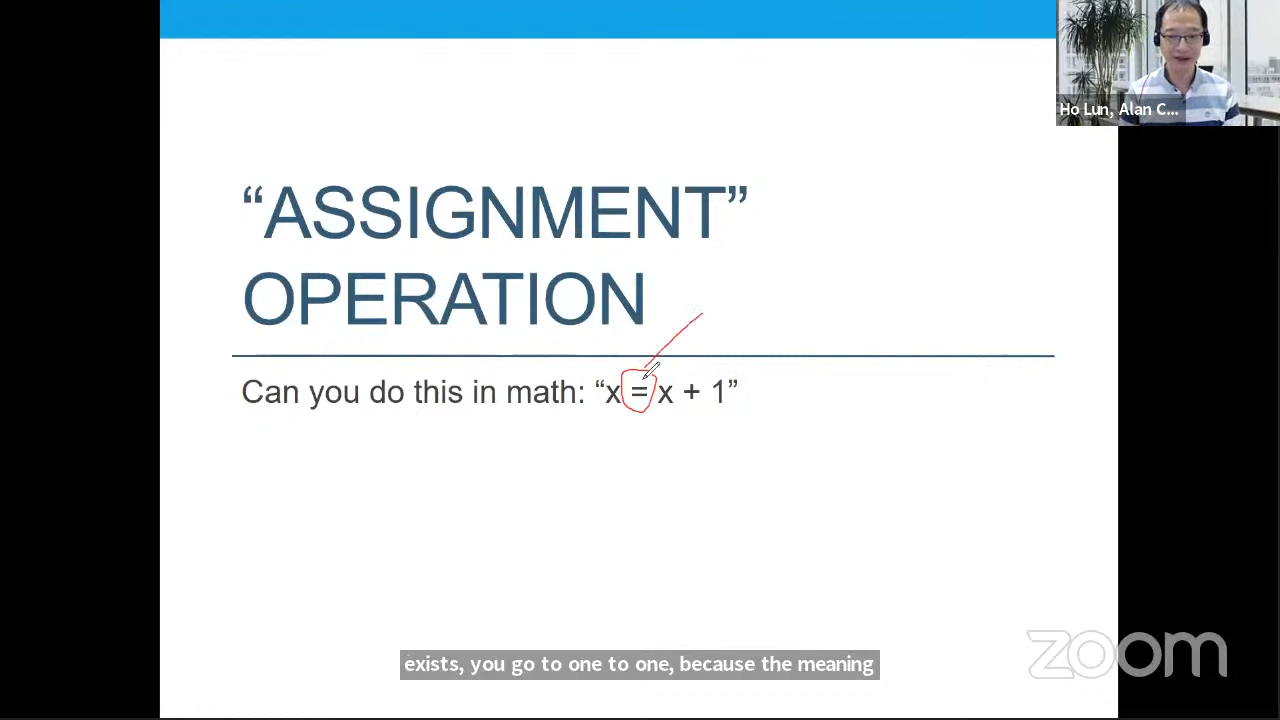 Ho Lun, Alan C...
“ASSIGNMENT”
OPERATION
Can you do this in math: “x = x + 1”
exists, you go to one to one, because the meaning
zoom